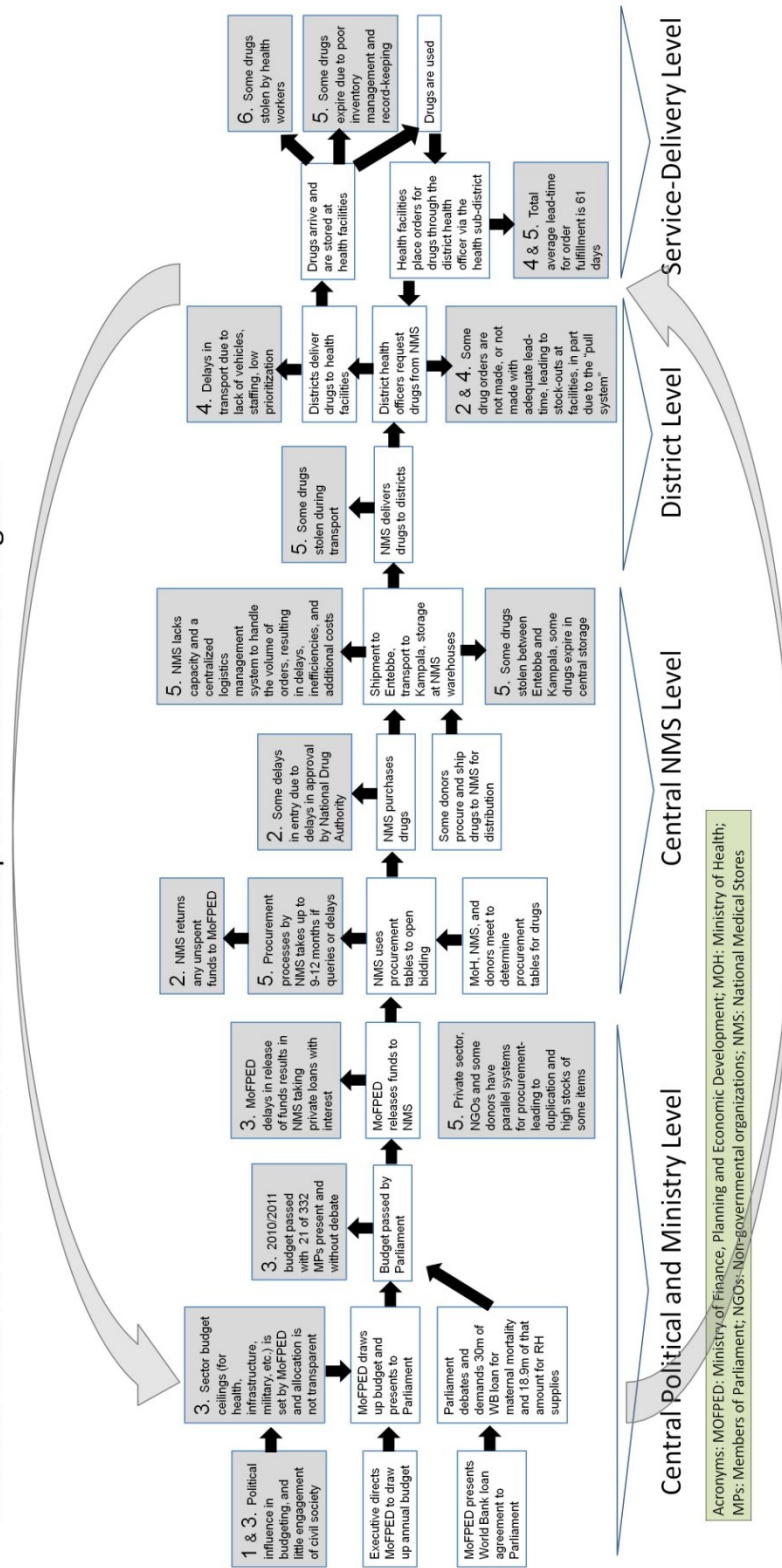 1 & 3. Political
influence in
budgeting, and
little engagement
of civil society
3. Sector budget
ceilings (for
health,
infrastructure,
military, etc.) is
set by MoFPED
and allocation is
not transparent
Executive directs
MoFPED to draw
up annual budget
MoFPED draws
up budget and
presents to
Parliament
MoFPED presents
World Bank loan
agreement to
Parliament
Parliament
debates and
demands 30m of
WB loan for
maternal mortality
and 18.9m of that
amount for RH
supplies
3. 2010/2011
budget passed
with 21 of 332
MPs present and
without debate
Budget passed by
Parliament
3. MoFPED
delays in release
of funds results in
NMS taking
private loans with
interest
MoFPED
releases funds to
NMS
5. Private sector,
NGOs and some
donors have
parallel systems
for procurement-
leading to
duplication and
high stocks of
some items
2. NMS returns
any unspent
funds to MoFPED
5. Procurement
processes by
NMS takes up to
9-12 months if
queries or delays
NMS uses
procurement
tables to open
bidding
MoH, NMS, and
donors meet to
determine
procurement
tables for drugs
2. Some delays
in entry due to
delays in approval
by National Drug
Authority
NMS purchases
drugs
Some donors
procure and ship
drugs to NMS for
distribution
5. NMS lacks
capacity and a
centralized
logistics
management
system to handle
the volume of
orders, resulting
in delays,
inefficiencies, and
additional costs
Shipment to
Entebbe,
transport to
Kampala, storage
at NMS
warehouses
5. Some drugs
stolen between
Entebbe and
Kampala, some
drugs expire in
central storage
5. Some drugs
stolen during
transport
NMS delivers
drugs to districts
4. Delays in
transport due to
lack of vehicles,
staffing, low
prioritization
Districts deliver
drugs to health
facilities
District health
officers request
drugs from NMS
2 & 4. Some
drug orders are
not made, or not
made with
adequate lead-
time, leading to
stock-outs at
facilities, in part
due to the "pull
system"
6. Some drugs
stolen by health
workers
5. Some drugs
expire due to poor
inventory
management and
record-keeping
Drugs arrive and
are stored at
health facilities
Drugs are used
Health facilities
place orders for
drugs through the
district health
officer via the
health sub-district
4 & 5. Total
average lead-time
for order
fulfillment is 61
days
Central Political and Ministry Level
Central NMS Level
District Level
Service-Delivery Level
Acronyms: MOFPED: Ministry of Finance, Planning and Economic Development; MOH: Ministry of Health;
MPs: Members of Parliament; NGOs: Non-governmental organizations; NMS: National Medical Stores